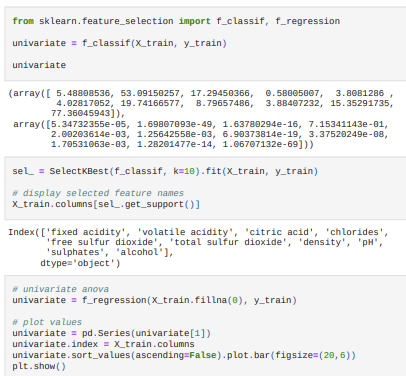 from sklearn.feature_selection import f_classif, f_regression
univariate = f_classif(X_train, y_train)
univariate
(array([ 5.48808536, 53.09150257, 17.29450366,  0.58005007,  3.8081286 ,
4.02817052, 19.74166577,  8.79657486,  3.88407232, 15.35291735,
77.36045943]),
array([5.34732355e-05, 1.69807093e-49, 1.63780294e-16, 7.15341143e-01,
2.00203614e-03, 1.25642558e-03, 6.90373814e-19, 3.37520249e-08,
1.70531063e-03, 1.28201477e-14, 1.06707132e-69]))
sel_ = SelectKBest(f_classif, k=10).fit(X_train, y_train)
# display selected feature names
X_train.columns[sel_.get_support()]
Index(['fixed acidity', 'volatile acidity', 'citric acid', 'chlorides',
'free sulfur dioxide', 'total sulfur dioxide', 'density', 'pH',
'sulphates', 'alcohol'],
dtype='object')
# univariate anova
univariate = f_regression(X_train.fillna(0), y_train)
# plot values
univariate = pd.Series(univariate[1])
univariate.index = X_train.columns
univariate.sort_values(ascending=False).plot.bar(figsize=(20,6))
plt.show()